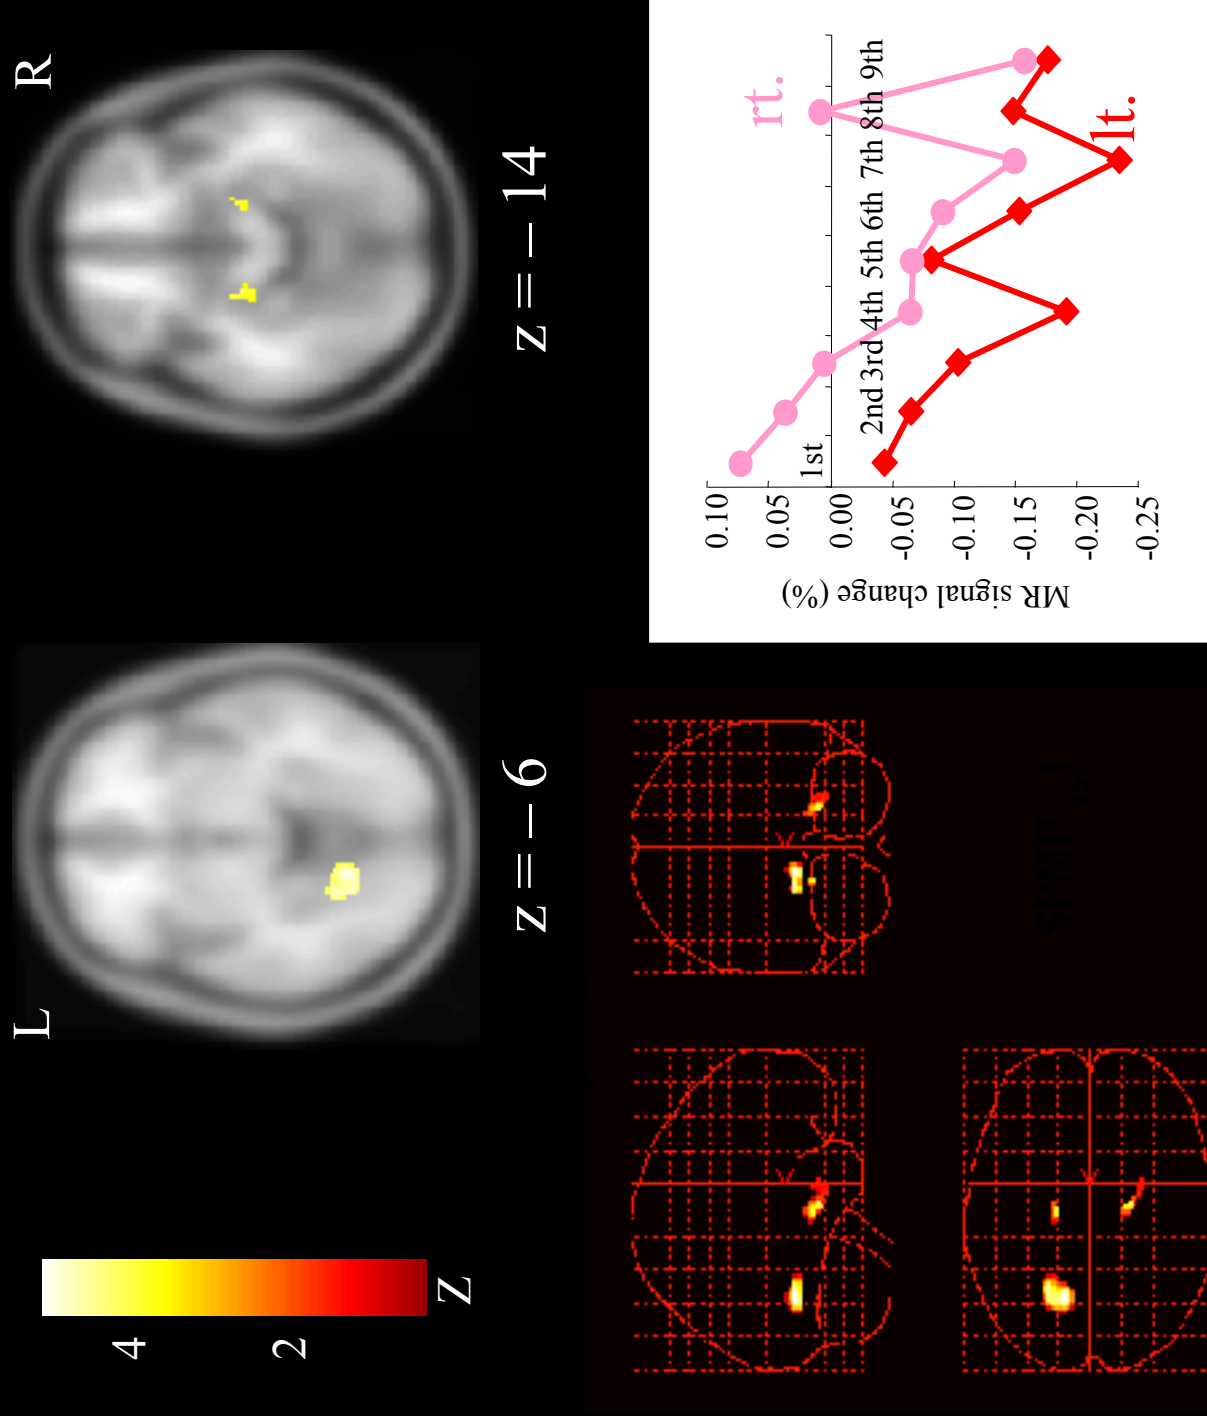 L
R
z = – 6
z = – 14
4
2
Z
SPM{T
rt.
lt.
0.10
0.05
0.00
-0.05
-0.10
-0.15
-0.20
-0.25
MR signal change (%)
1st
2nd 3rd 4th 5th 6th 7th 8th 9th